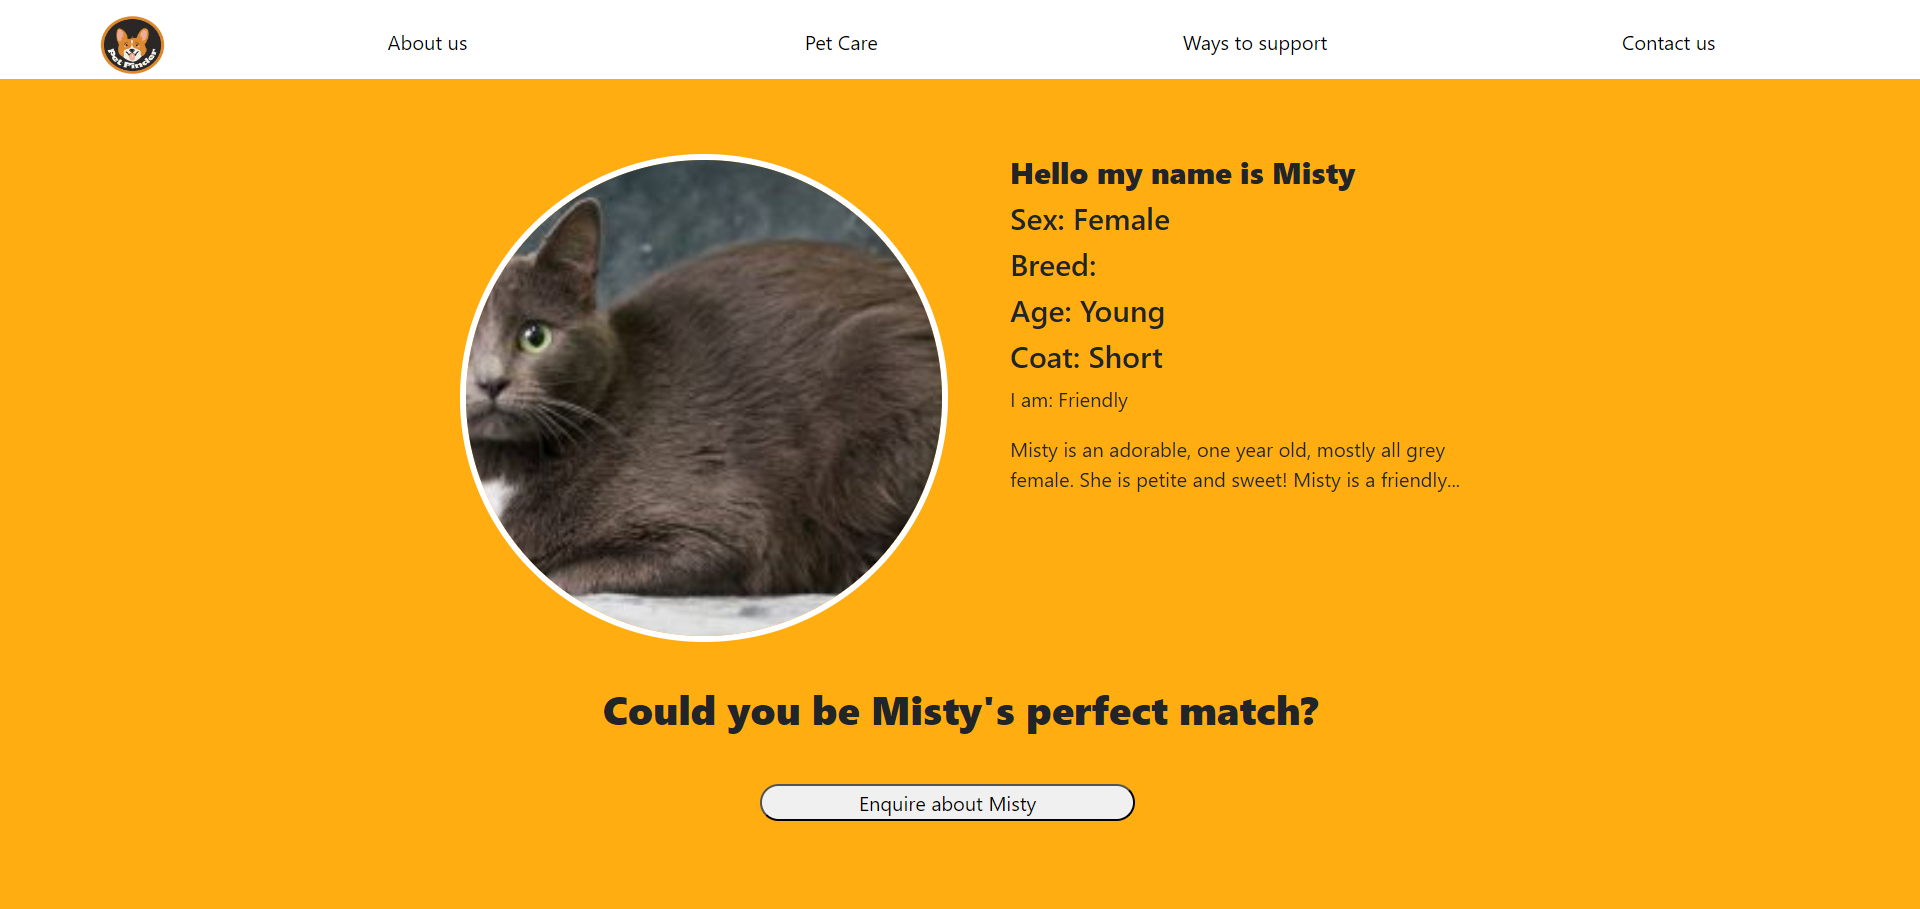 Pet Finder
About us
Pet Care
Ways to support
Contact us
Hello my name is Misty
Sex: Female
Breed:
Age: Young
Coat: Short
I am: Friendly
Misty is an adorable, one year old, mostly all grey
female. She is petite and sweet! Misty is a friendly...
Could you be Misty's perfect match?
Enquire about Misty